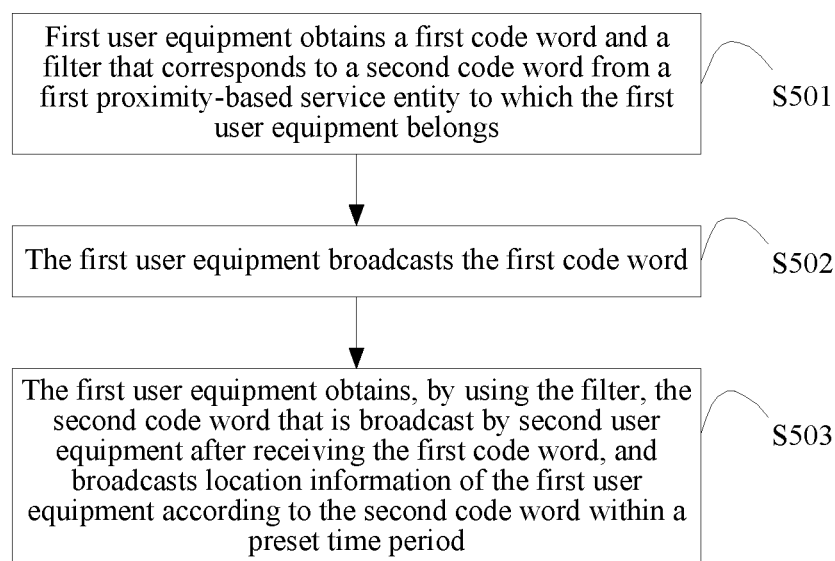 First user equipment obtains a first code word and a
filter that corresponds to a second code word from a
first proximity-based service entity to which the first
user equipment belongs
S501
The first user equipment broadcasts the first code word
S502
The first user equipment obtains, by using the filter, the
second code word that is broadcast by second user
equipment after receiving the first code word, and
broadcasts location information of the first user
equipment according to the second code word within a
preset time period
S503